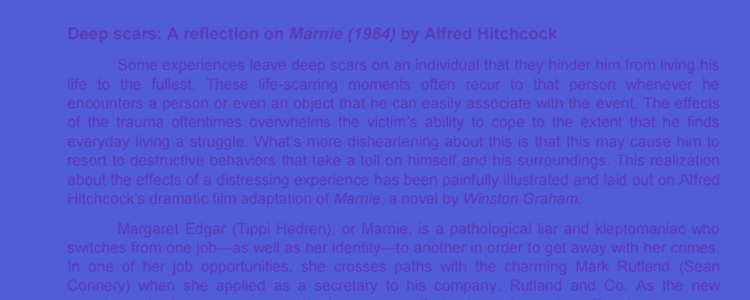 Deep scars: A reflection on Marnie (1964) by Alfred Hitchcock
Some experiences leave deep scars on an individual that they hinder him from living his
life to the fullest. These life-scarring moments often recur to that person whenever he
encounters a person or even an object that he can easily associate with the event. The effects
of the trauma oftentimes overwhelms the victim's ability to cope to the extent that he finds
everyday living a struggle. What's more disheartening about this is that this may cause him to
resort to destructive behaviors that take a toll on himself and his surroundings. This realization
about the effects of a distressing experience has been painfully illustrated and laid out on Alfred
Hitchcock's dramatic film adaptation of Marnie, a novel by Winston Graham.
Margaret Edgar (Tippi Hedren), or Marnie, is a pathological liar and kleptomaniac who
switches from one job—as well as her identity—to another in order to get away with her crimes.
In one of her job opportunities, she crosses paths with the charming Mark Rutland (Sean
Connery) when she applied as a secretary to his company, Rutland and Co. As the new